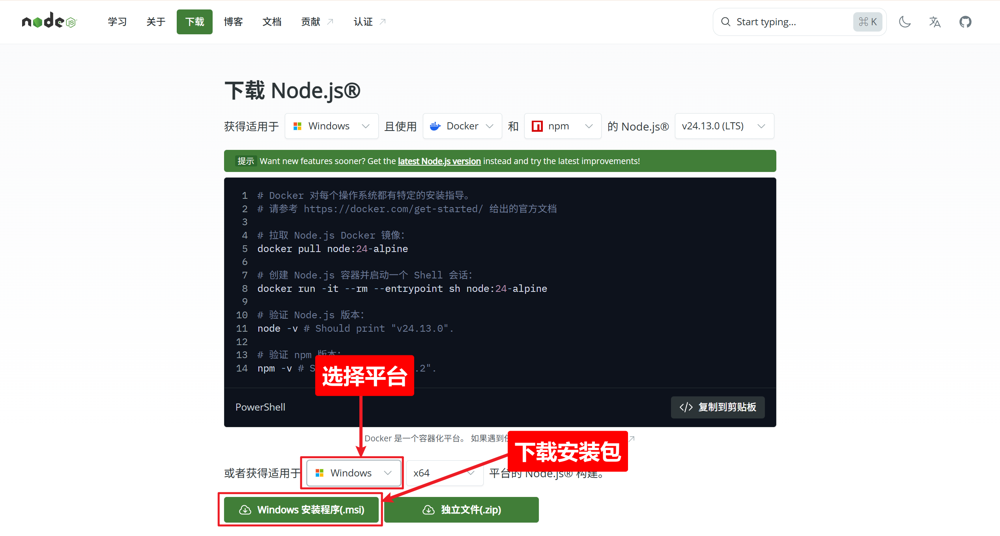 node JS
学习 关于 下载 博客 文档 贡献 认证 Start typing... ⌘ K
下载 Node.js®
获得适用于 Windows 且使用 Docker 和 npm 的 Node.js® v24.13.0 (LTS)
提示 Want new features sooner? Get the latest Node.js version instead and try the latest improvements!
1 # Docker 对每个操作系统都有特定的安装指导。
2 # 请参考 https://docker.com/get-started/ 给出的官方文档
3
4 # 拉取 Node.js Docker 镜像:
5 docker pull node:24-alpine
6
7 # 创建 Node.js 容器并启动一个 Shell 会话:
8 docker run -it --rm --entrypoint sh node:24-alpine
9
10 # 验证 Node.js 版本:
11 node -v # Should print "v24.13.0".
12
13 # 验证 npm 版本:
14 npm -v # S .2".
选择平台
PowerShell
复制到剪贴板
Docker 是一个容器化平台。 如果遇到
下载安装包
或者获得适用于 Windows x64 平台的 Node.js® 构建。
Windows 安装程序(.msi)
独立文件(.zip)